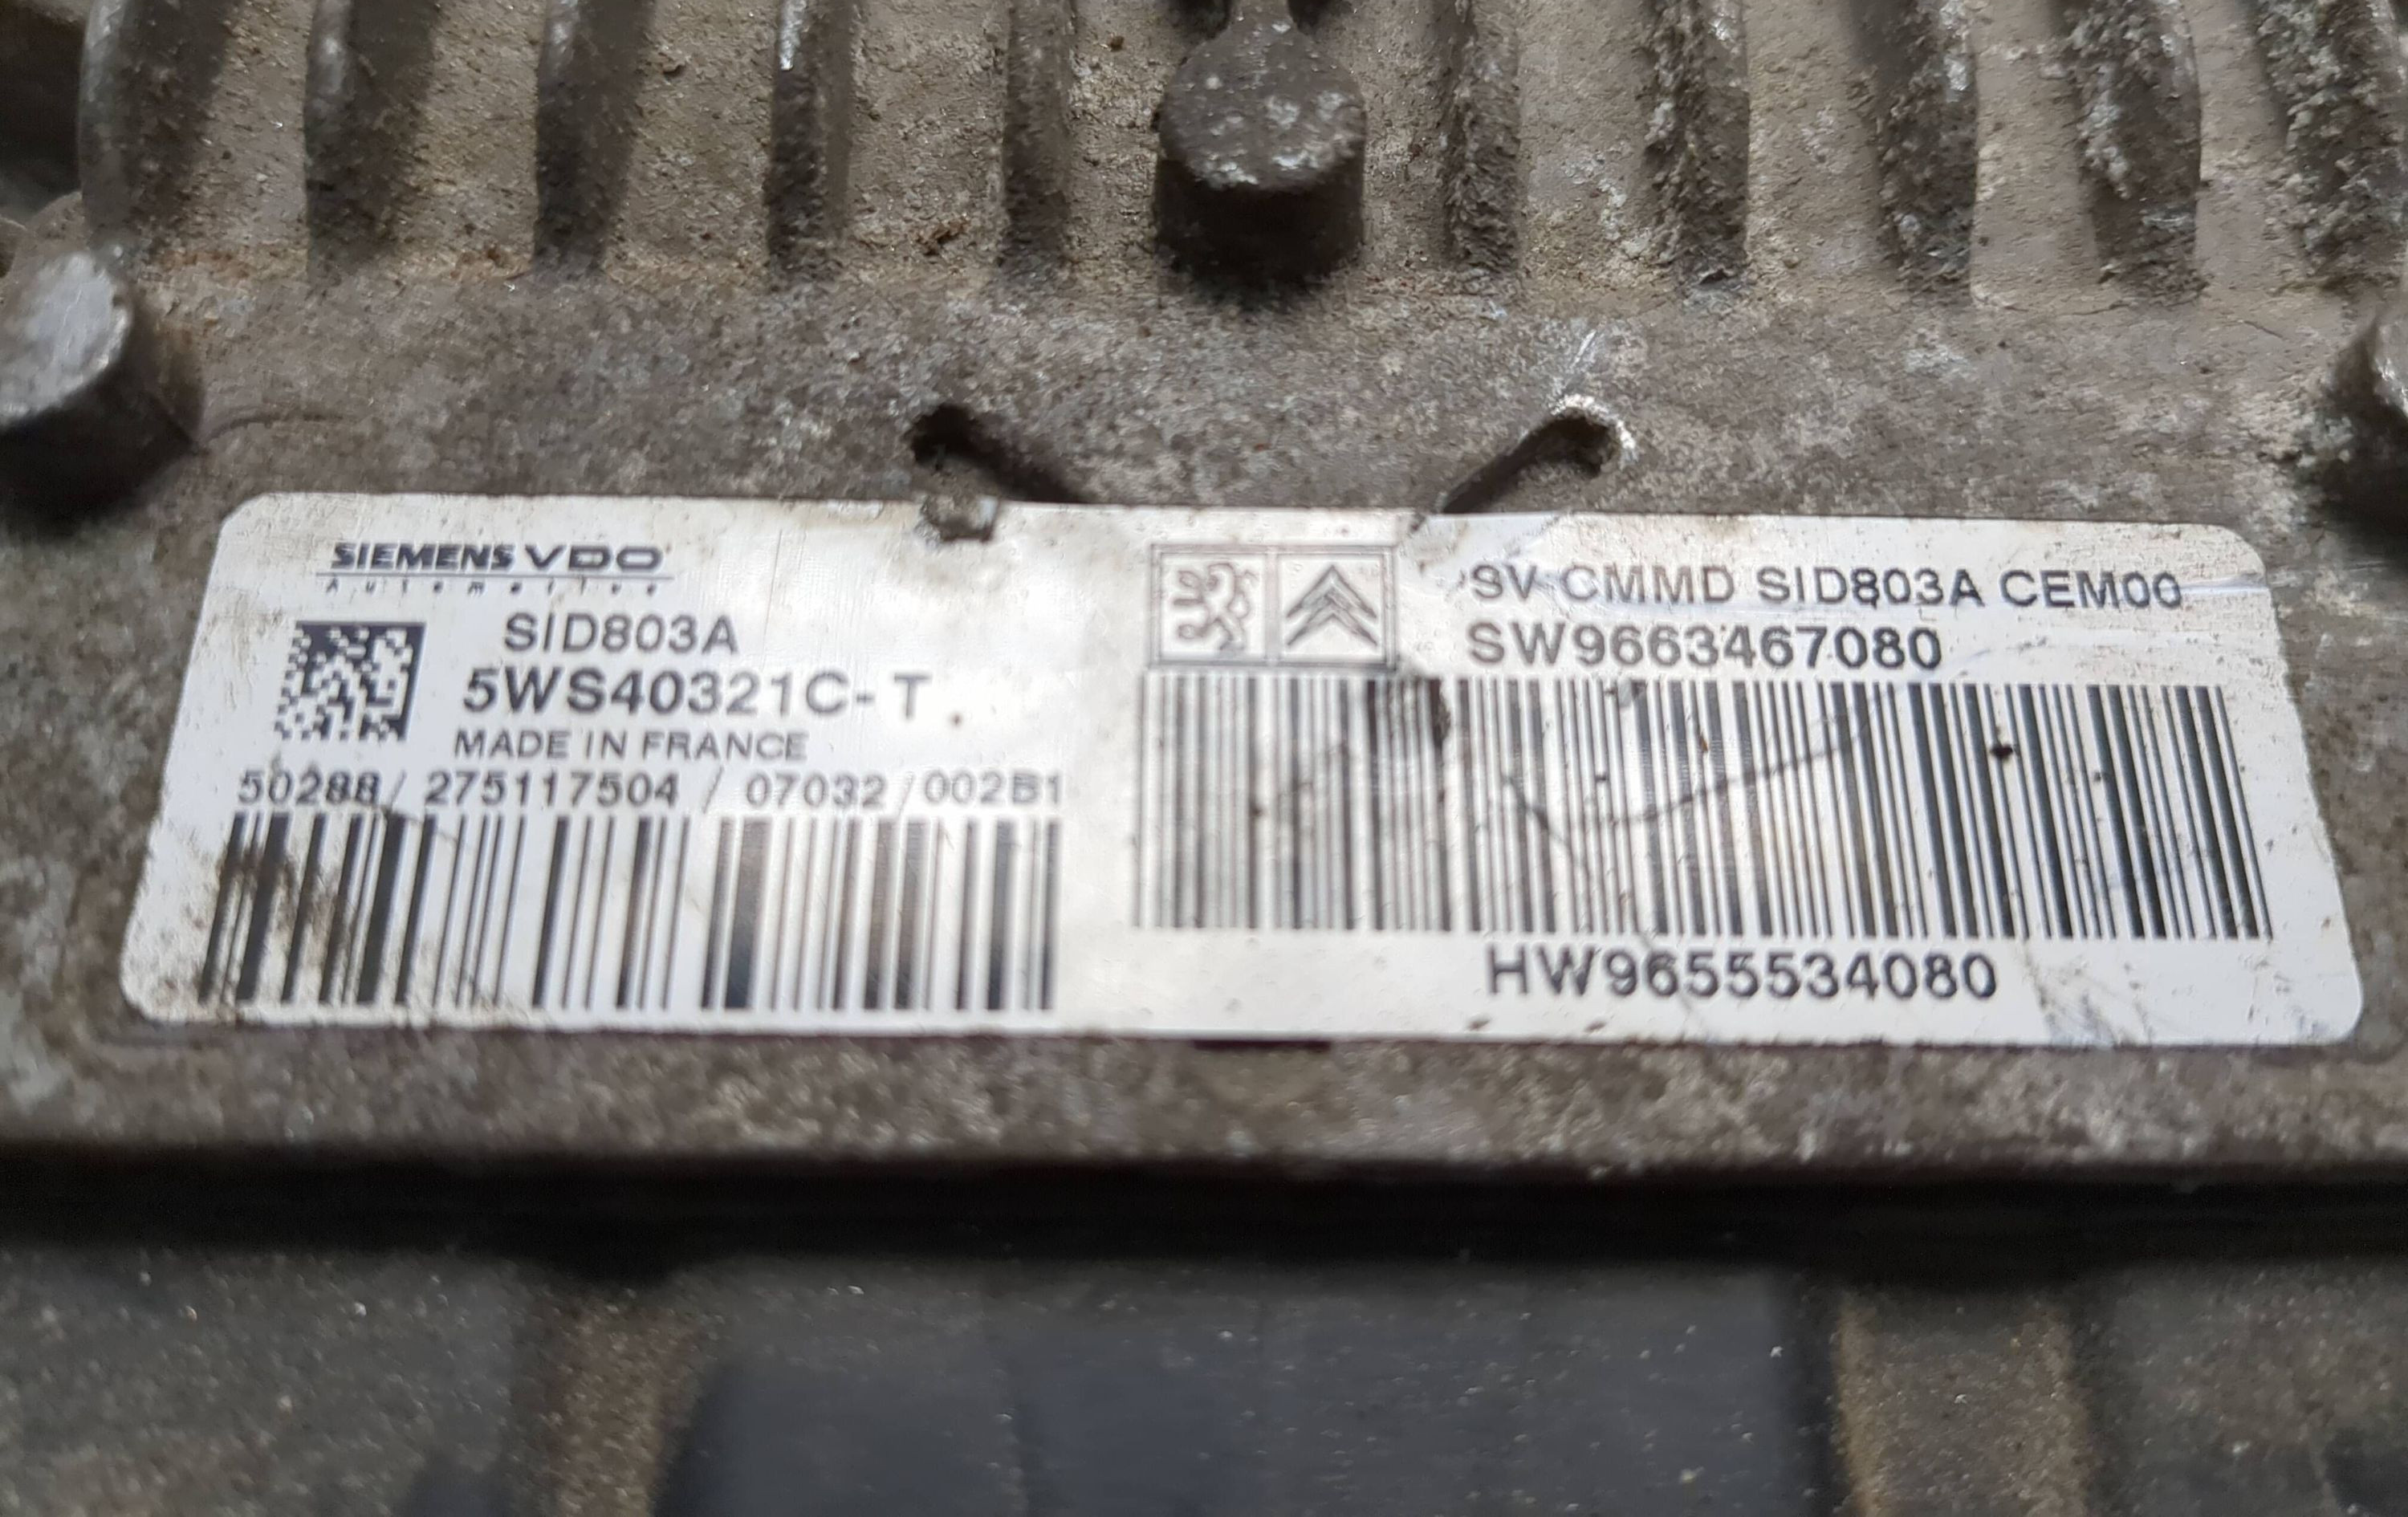 SIEMENS VDO
Automotive
SID803A
5WS40321C-T
MADE IN FRANCE
50288 / 275117504 / 07032 / 002B1
SV CMMD SID803A CEM00
SW9663467080
HW9655534080